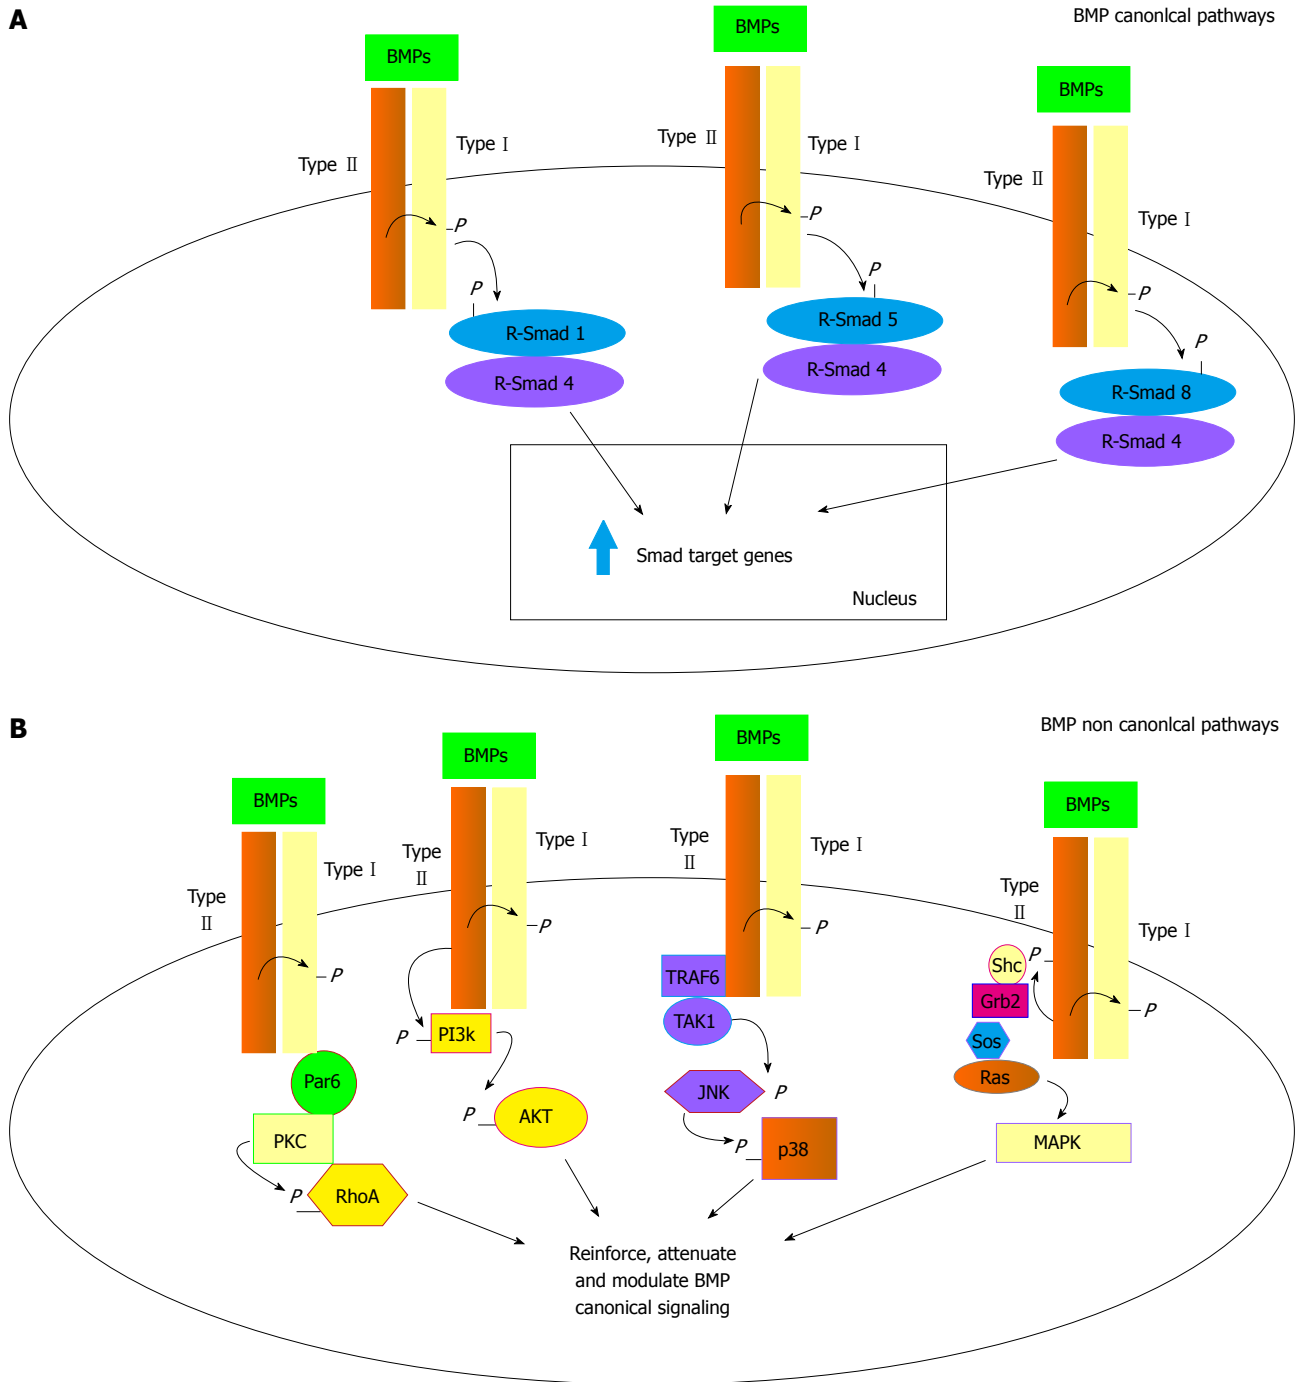 A
BMP canonlcal pathways
BMPs
BMPs
BMPs
Type II
Type I
Type II
Type I
Type II
Type I
P
P
P
P
P
P
R-Smad 1
R-Smad 4
R-Smad 5
R-Smad 4
R-Smad 8
R-Smad 4
Smad target genes
Nucleus
B
BMP non canonlcal pathways
BMPs
BMPs
BMPs
BMPs
Type
II
Type I
Type
II
Type I
Type
II
Type I
Type
II
Type I
P
Par6
PKC
P
RhoA
P
P
PI3k
P
AKT
P
TRAF6
TAK1
JNK
P
P
p38
Shc
P
Grb2
Sos
Ras
P
MAPK
Reinforce, attenuate
and modulate BMP
canonical signaling